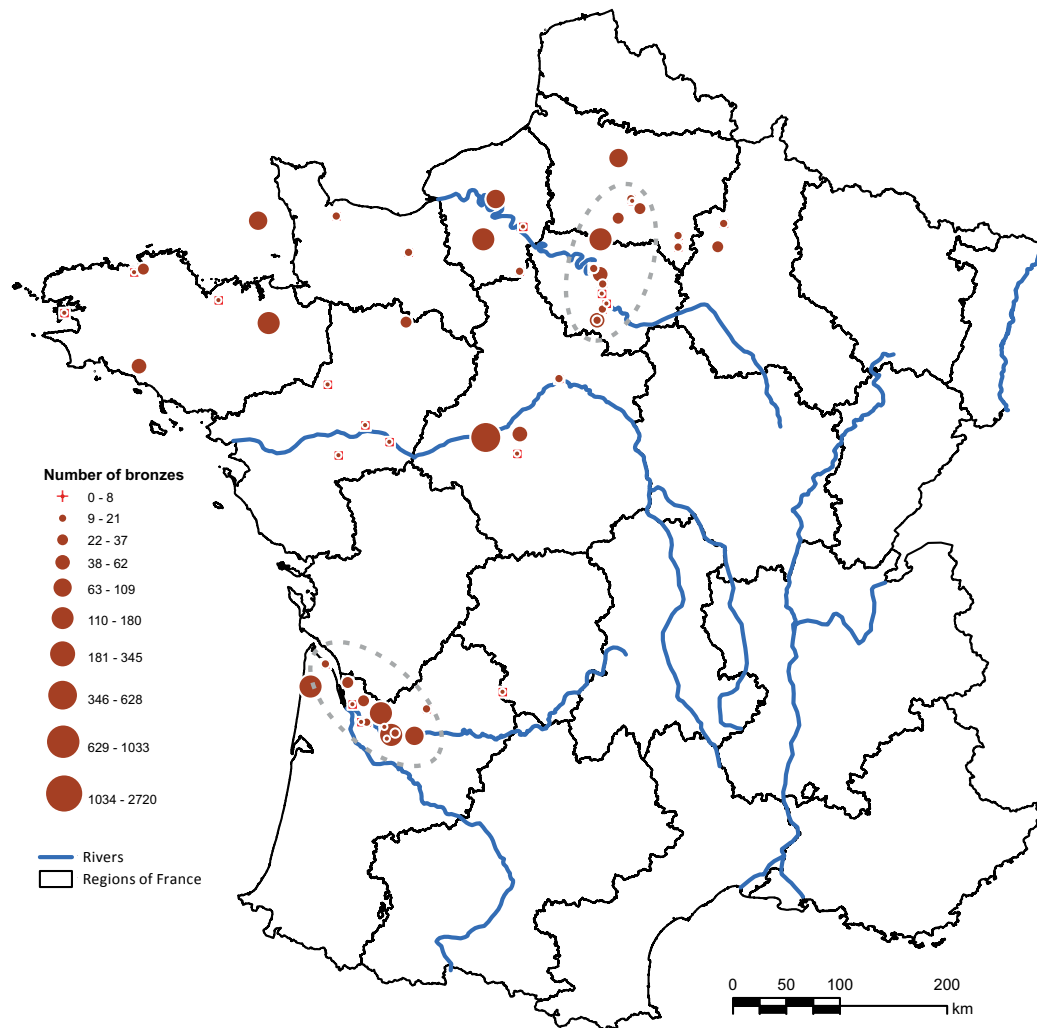 Number of bronzes
0 - 8
9 - 21
22 - 37
38 - 62
63 - 109
110 - 180
181 - 345
346 - 628
629 - 1033
1034 - 2720
Rivers
Regions of France
0 50 100 200
km